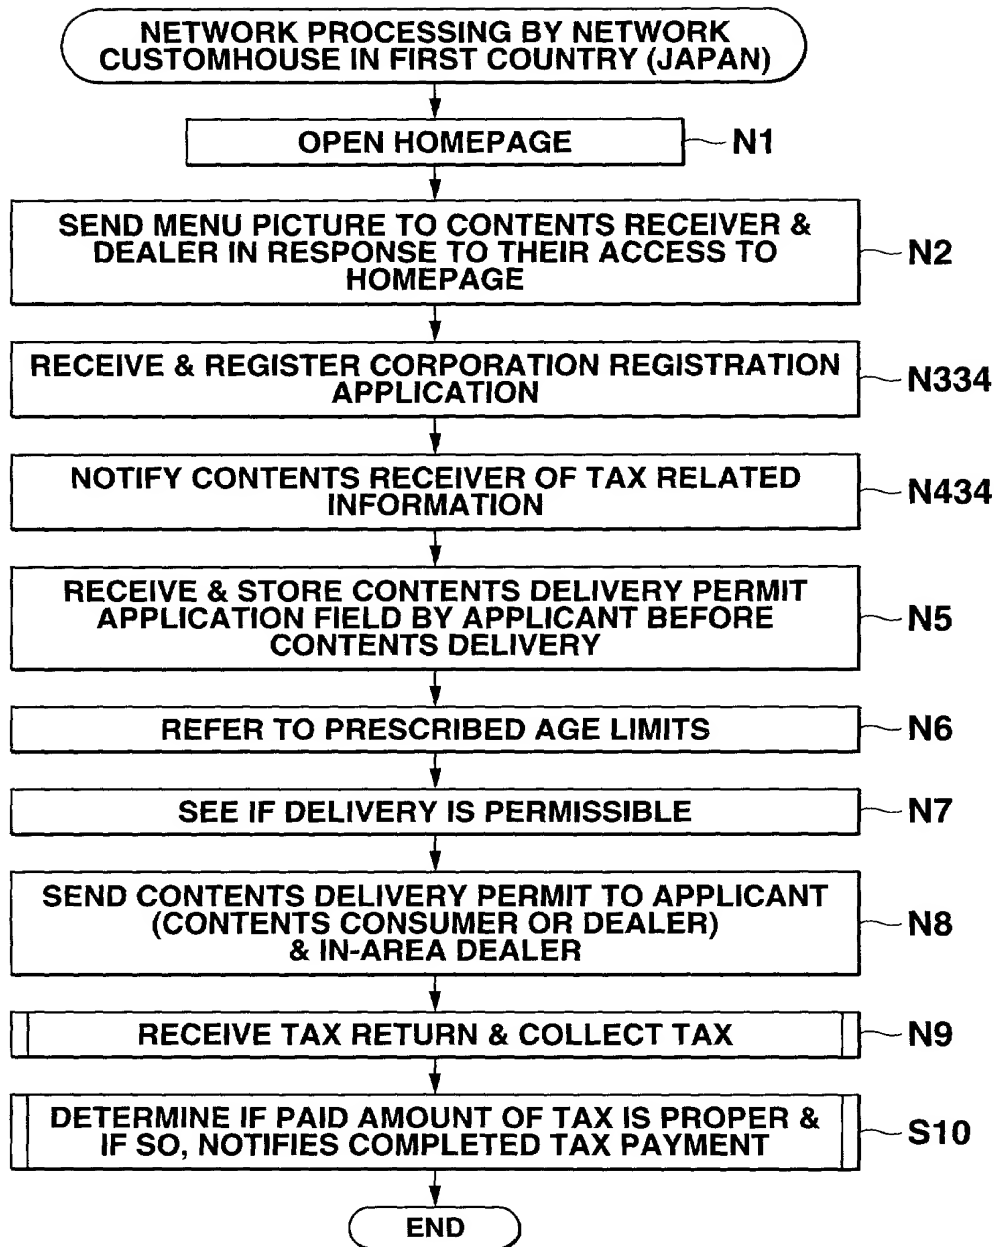 NETWORK PROCESSING BY NETWORK
CUSTOMHOUSE IN FIRST COUNTRY (JAPAN)
OPEN HOMEPAGE
N1
SEND MENU PICTURE TO CONTENTS RECEIVER &
DEALER IN RESPONSE TO THEIR ACCESS TO
HOMEPAGE
N2
RECEIVE & REGISTER CORPORATION REGISTRATION
APPLICATION
N334
NOTIFY CONTENTS RECEIVER OF TAX RELATED
INFORMATION
N434
RECEIVE & STORE CONTENTS DELIVERY PERMIT
APPLICATION FIELD BY APPLICANT BEFORE
CONTENTS DELIVERY
N5
REFER TO PRESCRIBED AGE LIMITS
N6
SEE IF DELIVERY IS PERMISSIBLE
N7
SEND CONTENTS DELIVERY PERMIT TO APPLICANT
(CONTENTS CONSUMER OR DEALER)
& IN-AREA DEALER
N8
RECEIVE TAX RETURN & COLLECT TAX
N9
DETERMINE IF PAID AMOUNT OF TAX IS PROPER &
IF SO, NOTIFIES COMPLETED TAX PAYMENT
S10
END